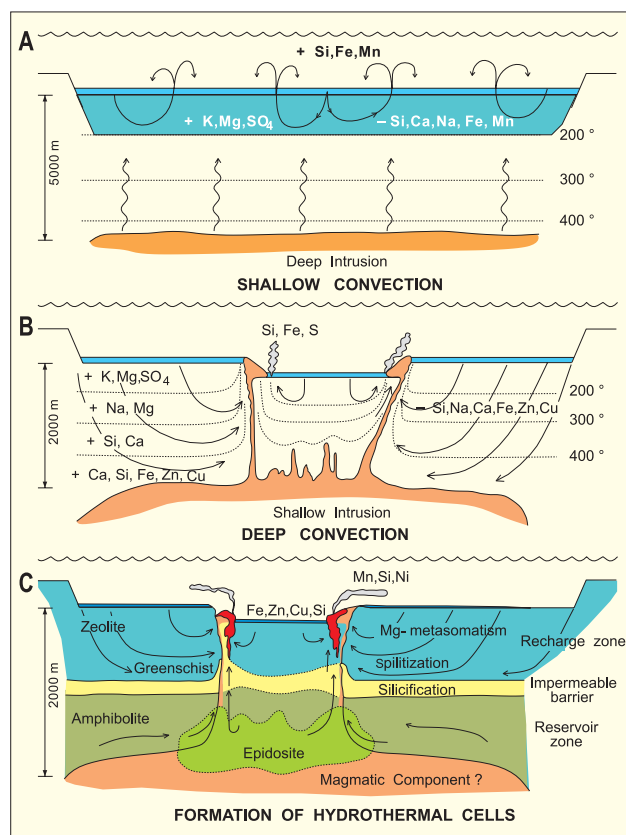 A
+ Si,Fe,Mn
+ K,Mg,SO4
– Si,Ca,Na, Fe, Mn
200 °
300 °
400 °
5000 m
Deep Intrusion
SHALLOW CONVECTION
B
Si, Fe, S
+ K,Mg,SO4
+ Na, Mg
+ Si, Ca
+ Ca, Si, Fe, Zn, Cu
– Si,Na,Ca,Fe,Zn,Cu
200 °
300 °
400 °
2000 m
Shallow Intrusion
DEEP CONVECTION
C
Mn,Si,Ni
Fe,Zn,Cu,Si
Zeolite
Mg- metasomatism
Recharge zone
Greenschist
Spilitization
Silicification
Impermeable
barrier
Amphibolite
Reservoir
zone
Epidosite
2000 m
Magmatic Component ?
FORMATION OF HYDROTHERMAL CELLS